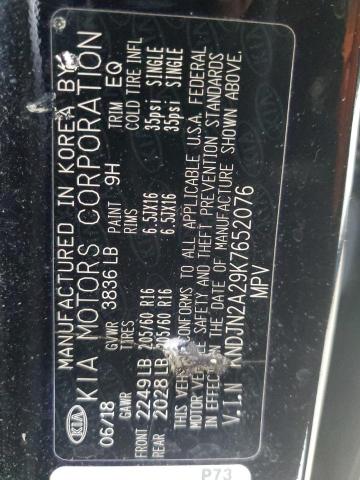 KIA
MANUFACTURED IN KOREA BY
KIA MOTORS CORPORATION
06/18 GVWR 3836 LB PAINT 9H TRIM EQ
GAWR TIRES RIMS COLD TIRE INFL
FRONT 2249 LB 205/60 R16 6.5JX16 35psi SINGLE
REAR 2028 LB 205/60 R16 6.5JX16 35psi SINGLE
THIS CONFORMS TO ALL APPLICABLE U.S.A. FEDERAL
MOTOR SAFETY AND THEFT PREVENTION STANDARDS
IN EFFECT THE DATE OF MANUFACTURE SHOWN ABOVE.
V.I.N KNDJN2A29K7652076
MPV
P73